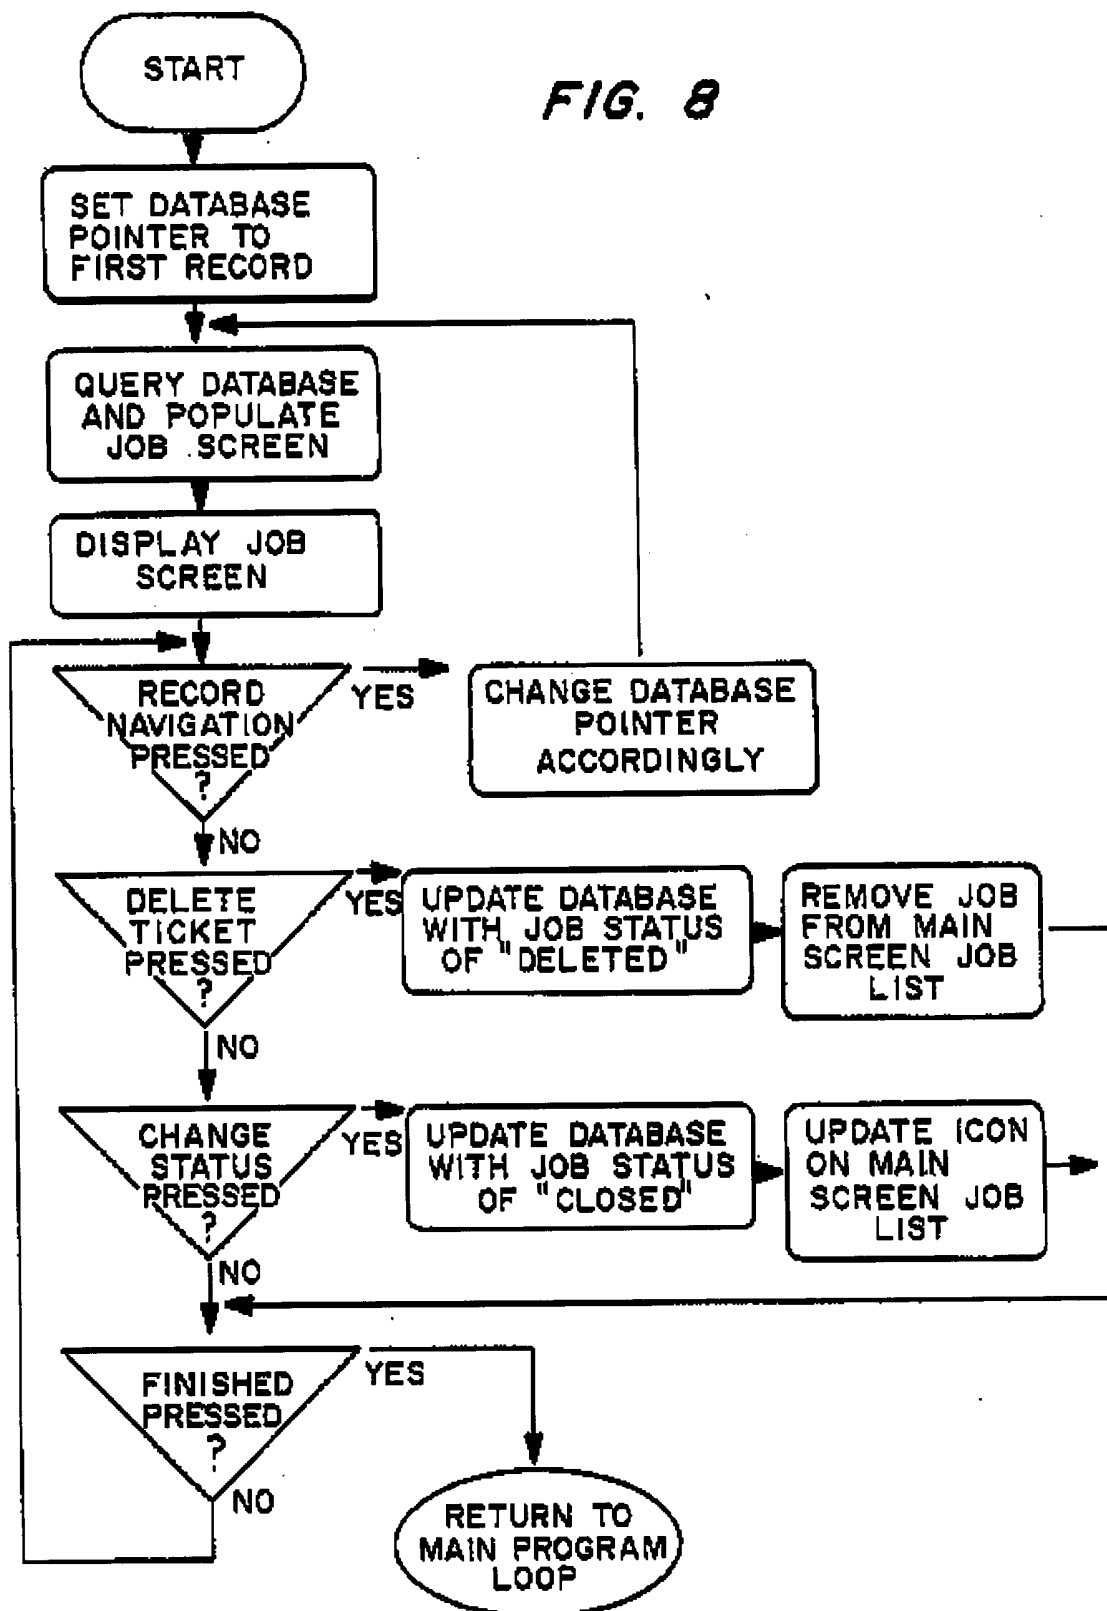 START
FIG. 8
SET DATABASE
POINTER TO
FIRST RECORD
QUERY DATABASE
AND POPULATE
JOB SCREEN
DISPLAY JOB
SCREEN
RECORD
NAVIGATION
PRESSED
?
YES
CHANGE DATABASE
POINTER
ACCORDINGLY
NO
DELETE
TICKET
PRESSED
?
YES
UPDATE DATABASE
WITH JOB STATUS
OF "DELETED"
REMOVE JOB
FROM MAIN
SCREEN JOB
LIST
NO
CHANGE
STATUS
PRESSED
?
YES
UPDATE DATABASE
WITH JOB STATUS
OF "CLOSED"
UPDATE ICON
ON MAIN
SCREEN JOB
LIST
NO
FINISHED
PRESSED
?
YES
NO
RETURN TO
MAIN PROGRAM
LOOP